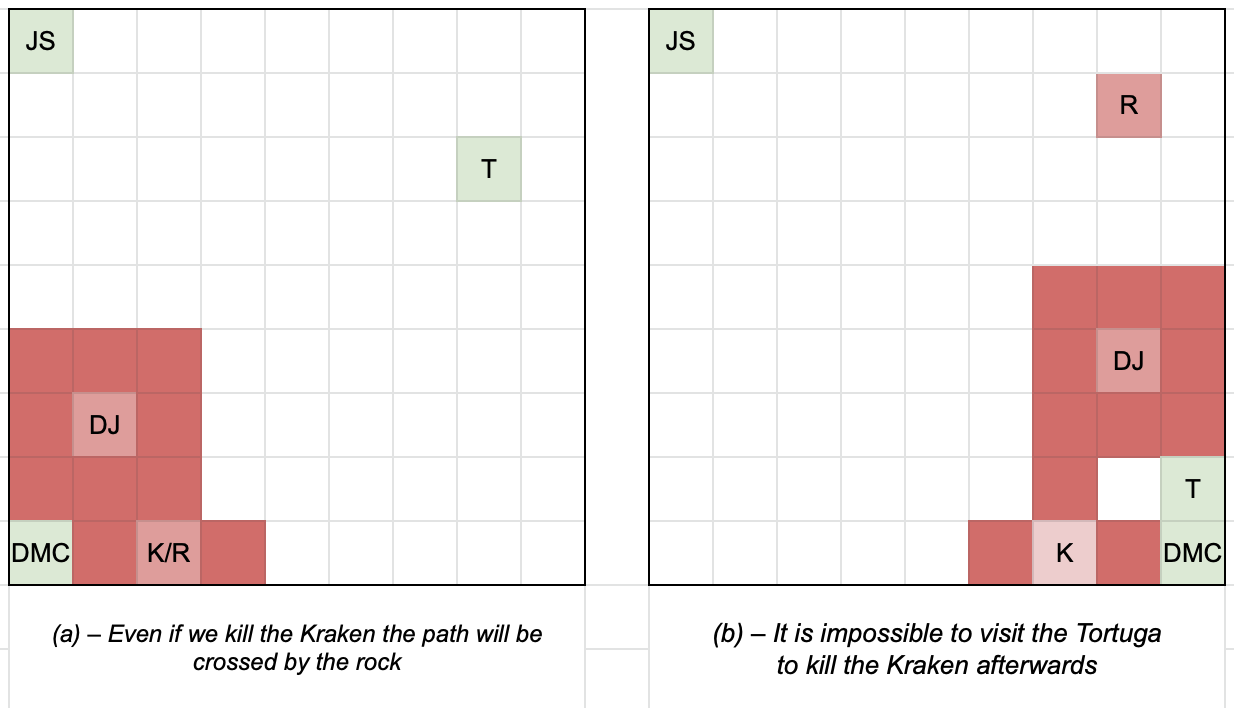 JS
T
DJ
DMC
K/R
(a) – Even if we kill the Kraken the path will be
crossed by the rock
JS
R
DJ
T
K
DMC
(b) – It is impossible to visit the Tortuga
to kill the Kraken afterwards